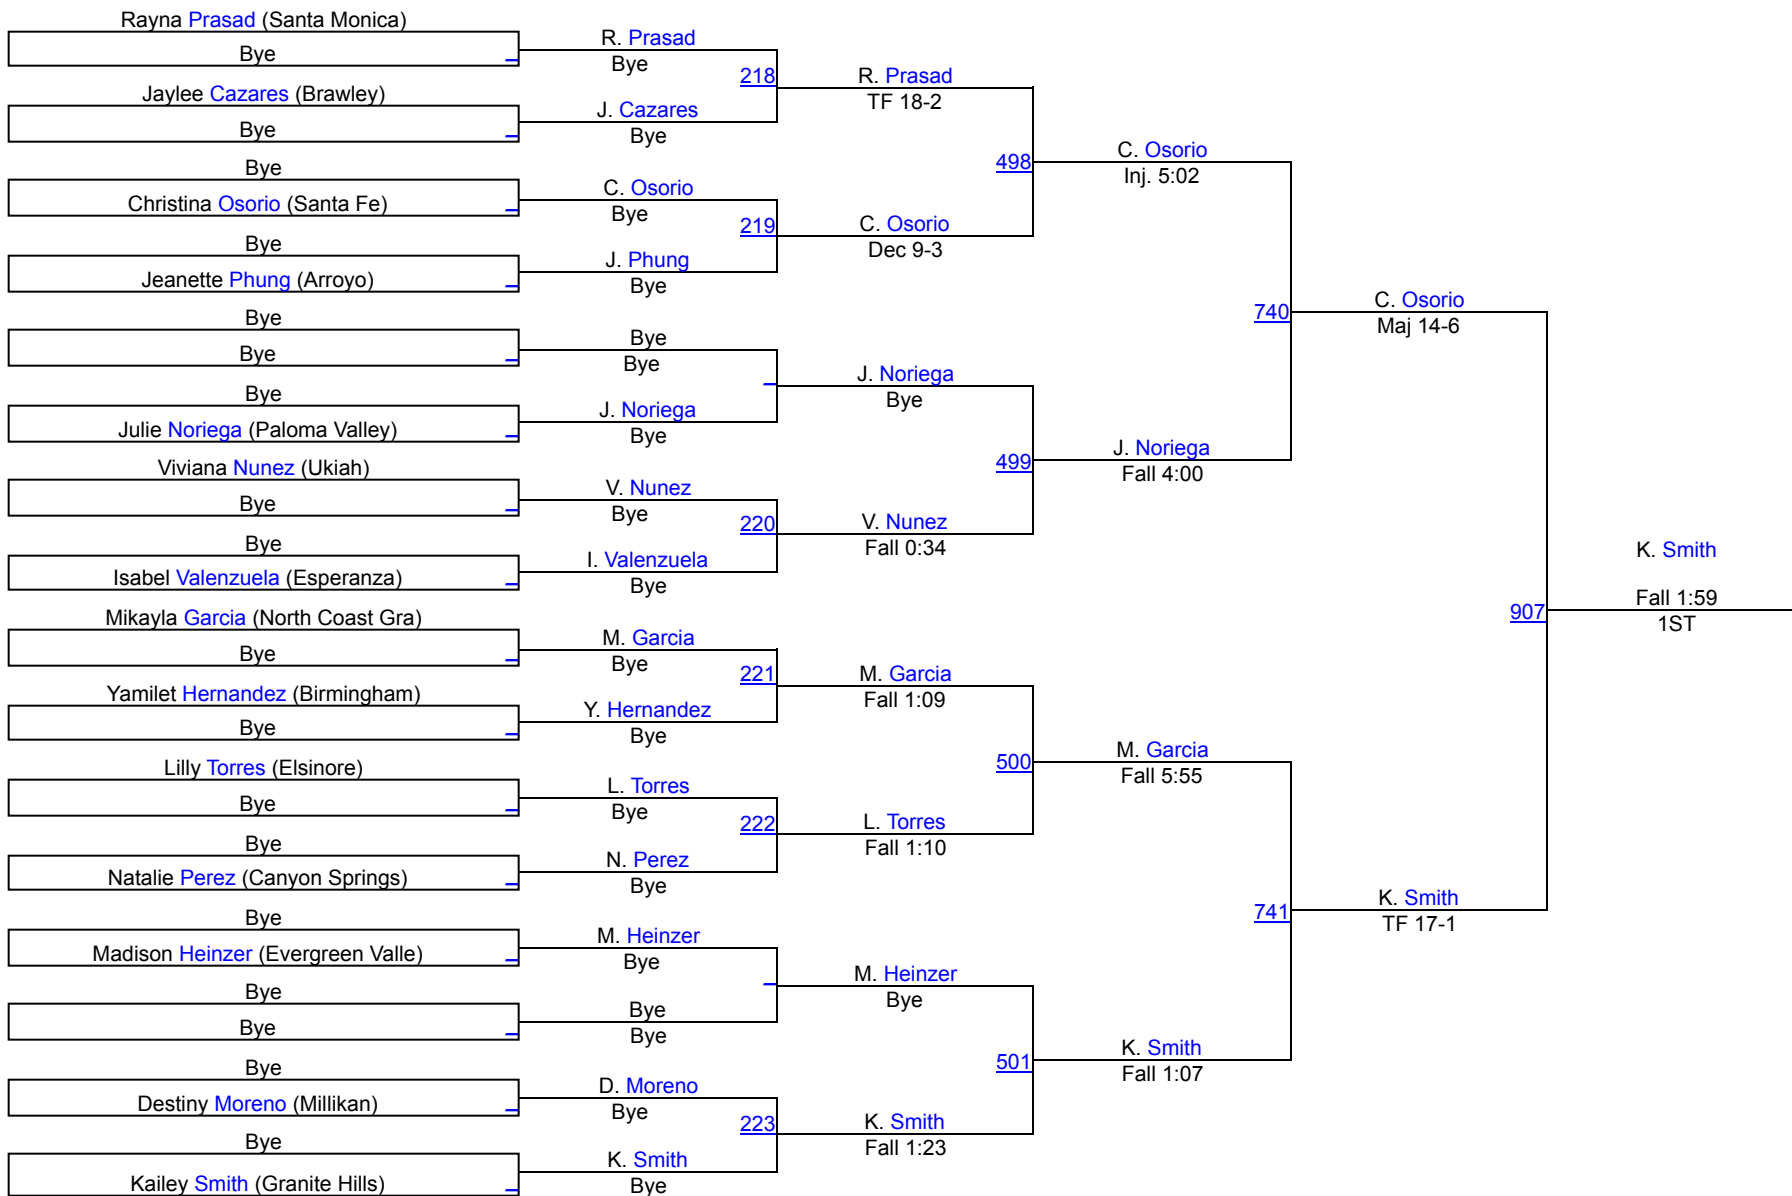 Rayna Prasad (Santa Monica)
Bye
Jaylee Cazares (Brawley)
Bye
Bye
Christina Osorio (Santa Fe)
Bye
Jeanette Phung (Arroyo)
Bye
Bye
Bye
Julie Noriega (Paloma Valley)
Viviana Nunez (Ukiah)
Bye
Bye
Isabel Valenzuela (Esperanza)
Mikayla Garcia (North Coast Gra)
Bye
Yamilet Hernandez (Birmingham)
Bye
Lilly Torres (Elsinore)
Bye
Bye
Natalie Perez (Canyon Springs)
Bye
Madison Heinzer (Evergreen Valle)
Bye
Bye
Bye
Destiny Moreno (Millikan)
Bye
Kailey Smith (Granite Hills)
R. Prasad
Bye
218
J. Cazares
Bye
C. Osorio
Bye
219
J. Phung
Bye
Bye
Bye
J. Noriega
Bye
V. Nunez
Bye
220
I. Valenzuela
Bye
M. Garcia
Bye
221
Y. Hernandez
Bye
L. Torres
Bye
222
N. Perez
Bye
M. Heinzer
Bye
Bye
Bye
D. Moreno
Bye
223
K. Smith
Bye
R. Prasad
TF 18-2
498
C. Osorio
Dec 9-3
J. Noriega
Bye
499
V. Nunez
Fall 0:34
M. Garcia
Fall 1:09
500
L. Torres
Fall 1:10
M. Heinzer
Bye
501
K. Smith
Fall 1:23
C. Osorio
Inj. 5:02
740
J. Noriega
Fall 4:00
M. Garcia
Fall 5:55
741
K. Smith
Fall 1:07
C. Osorio
Maj 14-6
907
K. Smith
TF 17-1
K. Smith
Fall 1:59
1ST